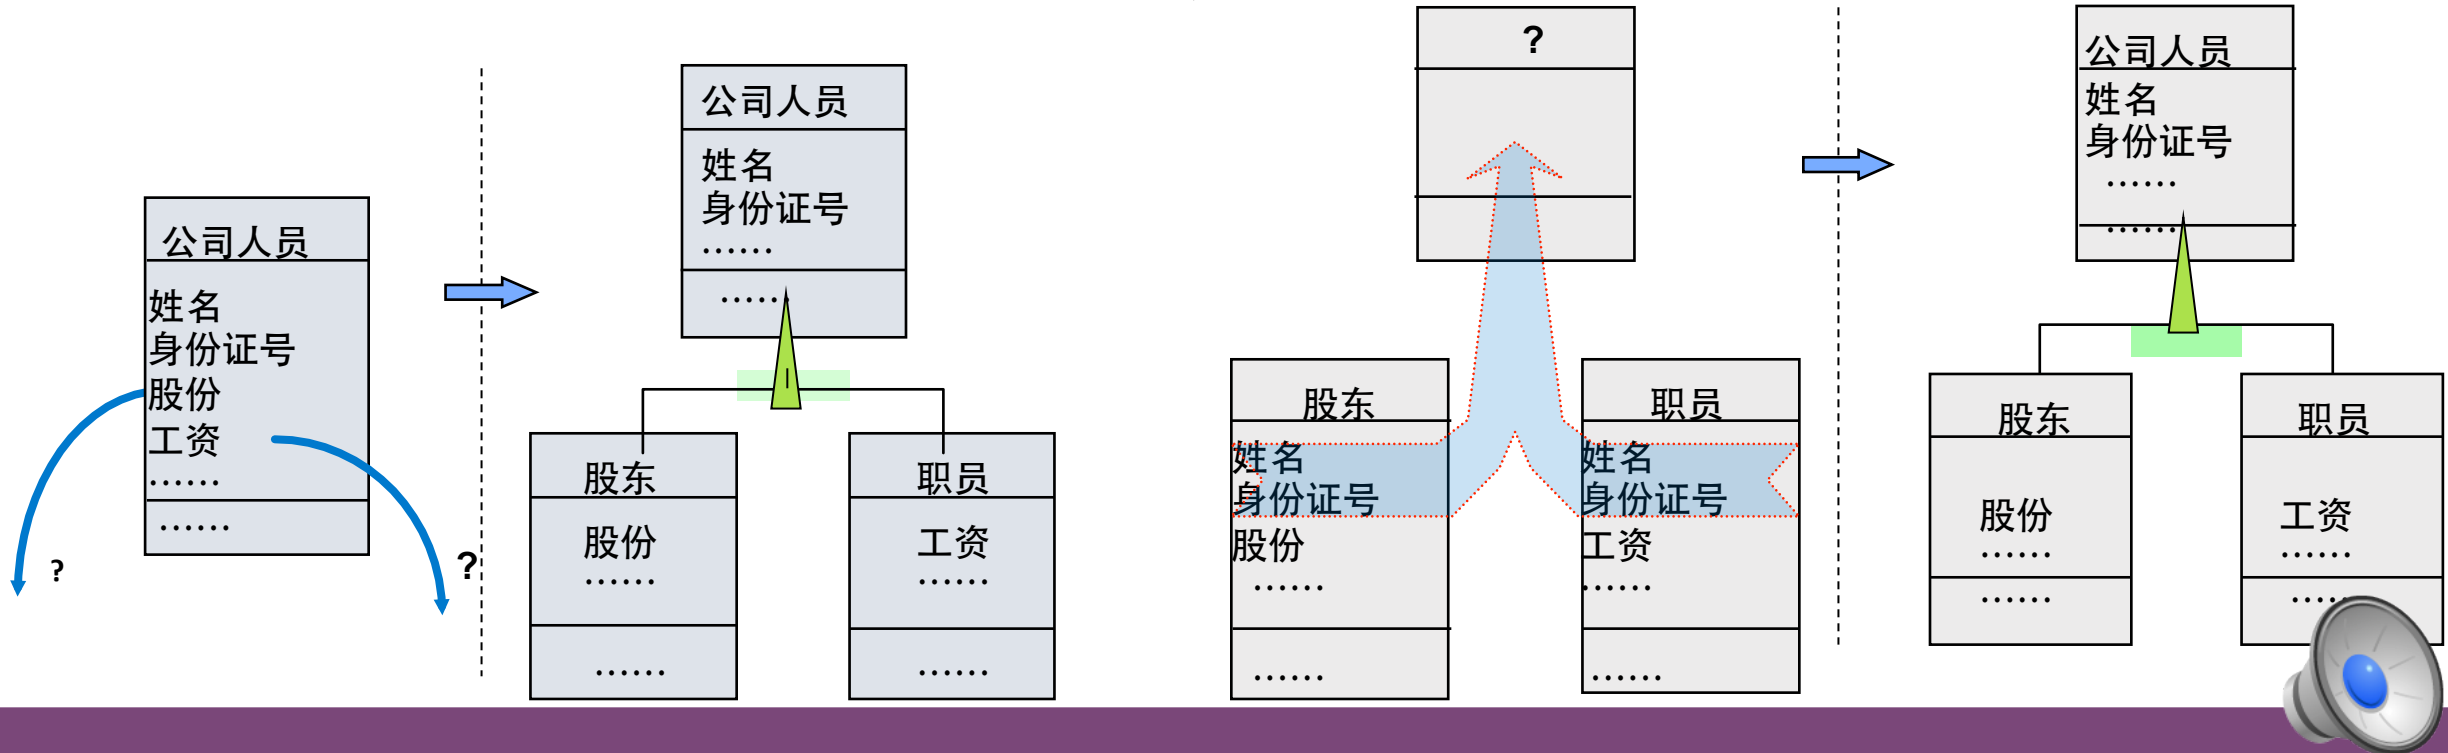 公司人员
姓名
身份证号
股份
工资
……
……
?
?
公司人员
姓名
身份证号
……
……
股东
股份
……
……
职员
工资
……
……
?
股东
姓名
身份证号
股份
……
……
职员
姓名
身份证号
工资
……
……
公司人员
姓名
身份证号
……
……
股东
股份
……
……
职员
工资
……
……